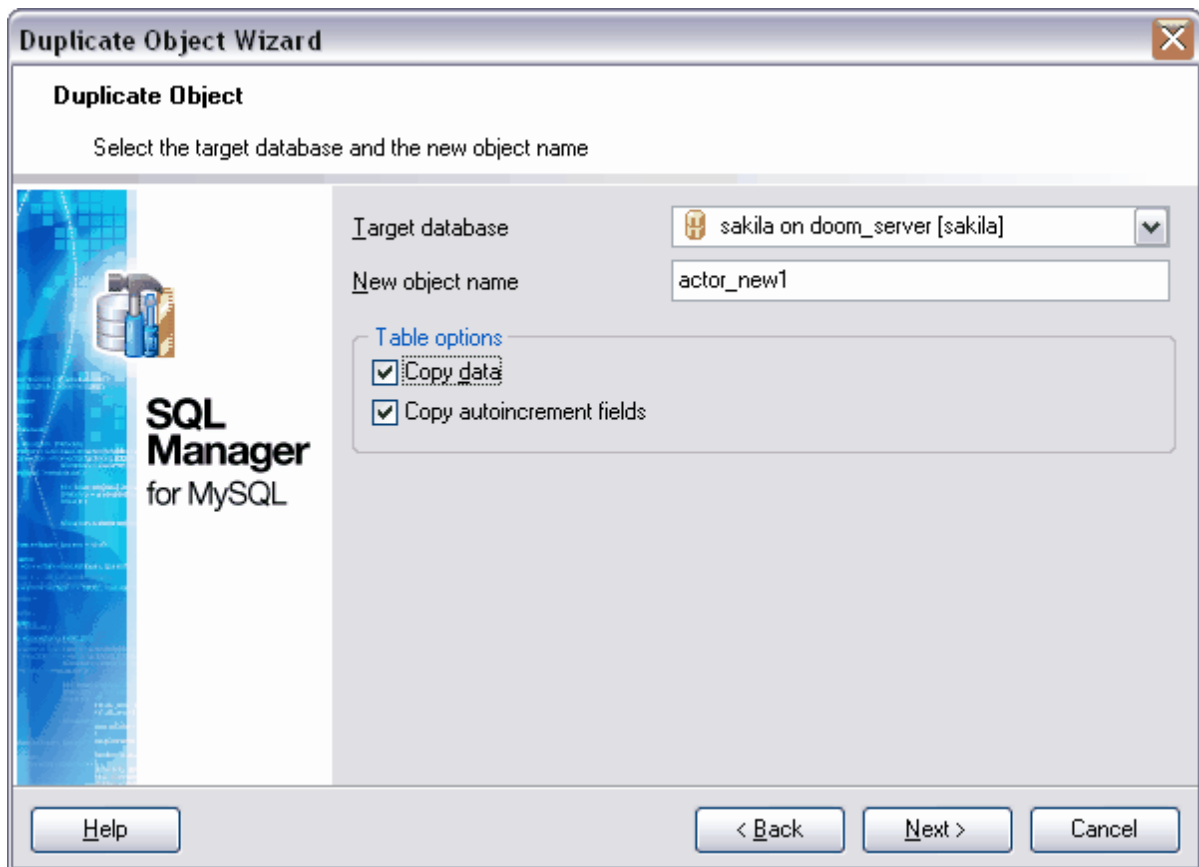 Duplicate Object Wizard
Duplicate Object
Select the target database and the new object name
Target database
sakila on doom_server [sakila]
New object name
actor_new1
Table options
Copy data
Copy autoincrement fields
SQL
Manager
for MySQL
Help
< Back
Next >
Cancel